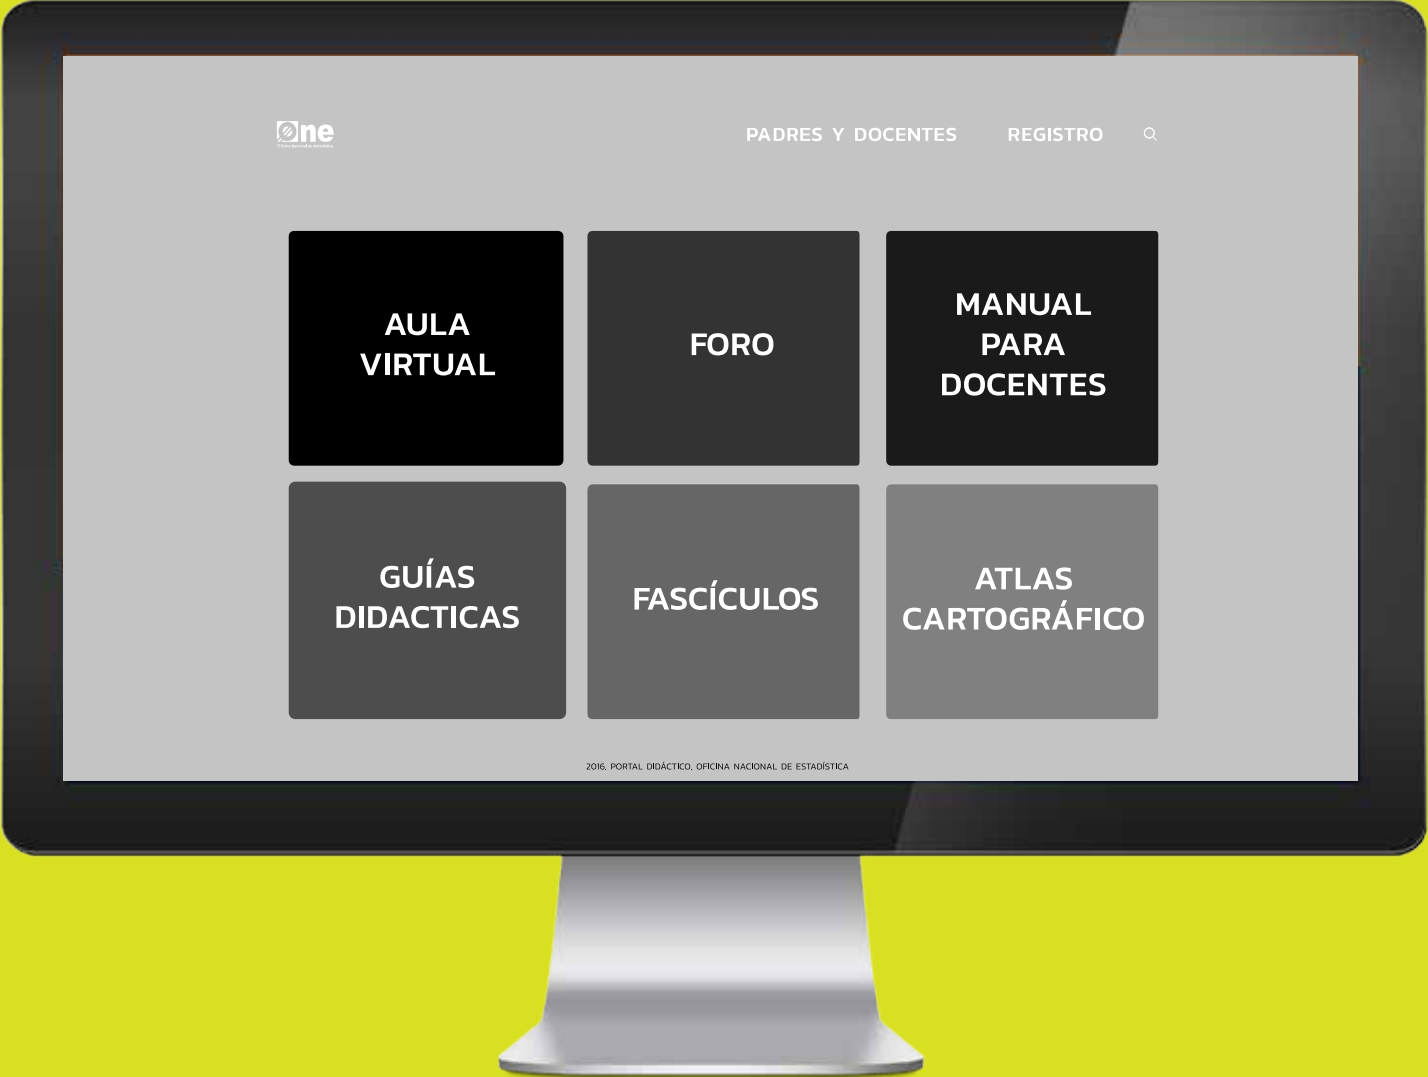 One
PADRES Y DOCENTES
REGISTRO
AULA
VIRTUAL
FORO
MANUAL
PARA
DOCENTES
GUÍAS
DIDACTICAS
FASCÍCULOS
ATLAS
CARTOGRÁFICO
2016, PORTAL DIDÁCTICO, OFICINA NACIONAL DE ESTADÍSTICA